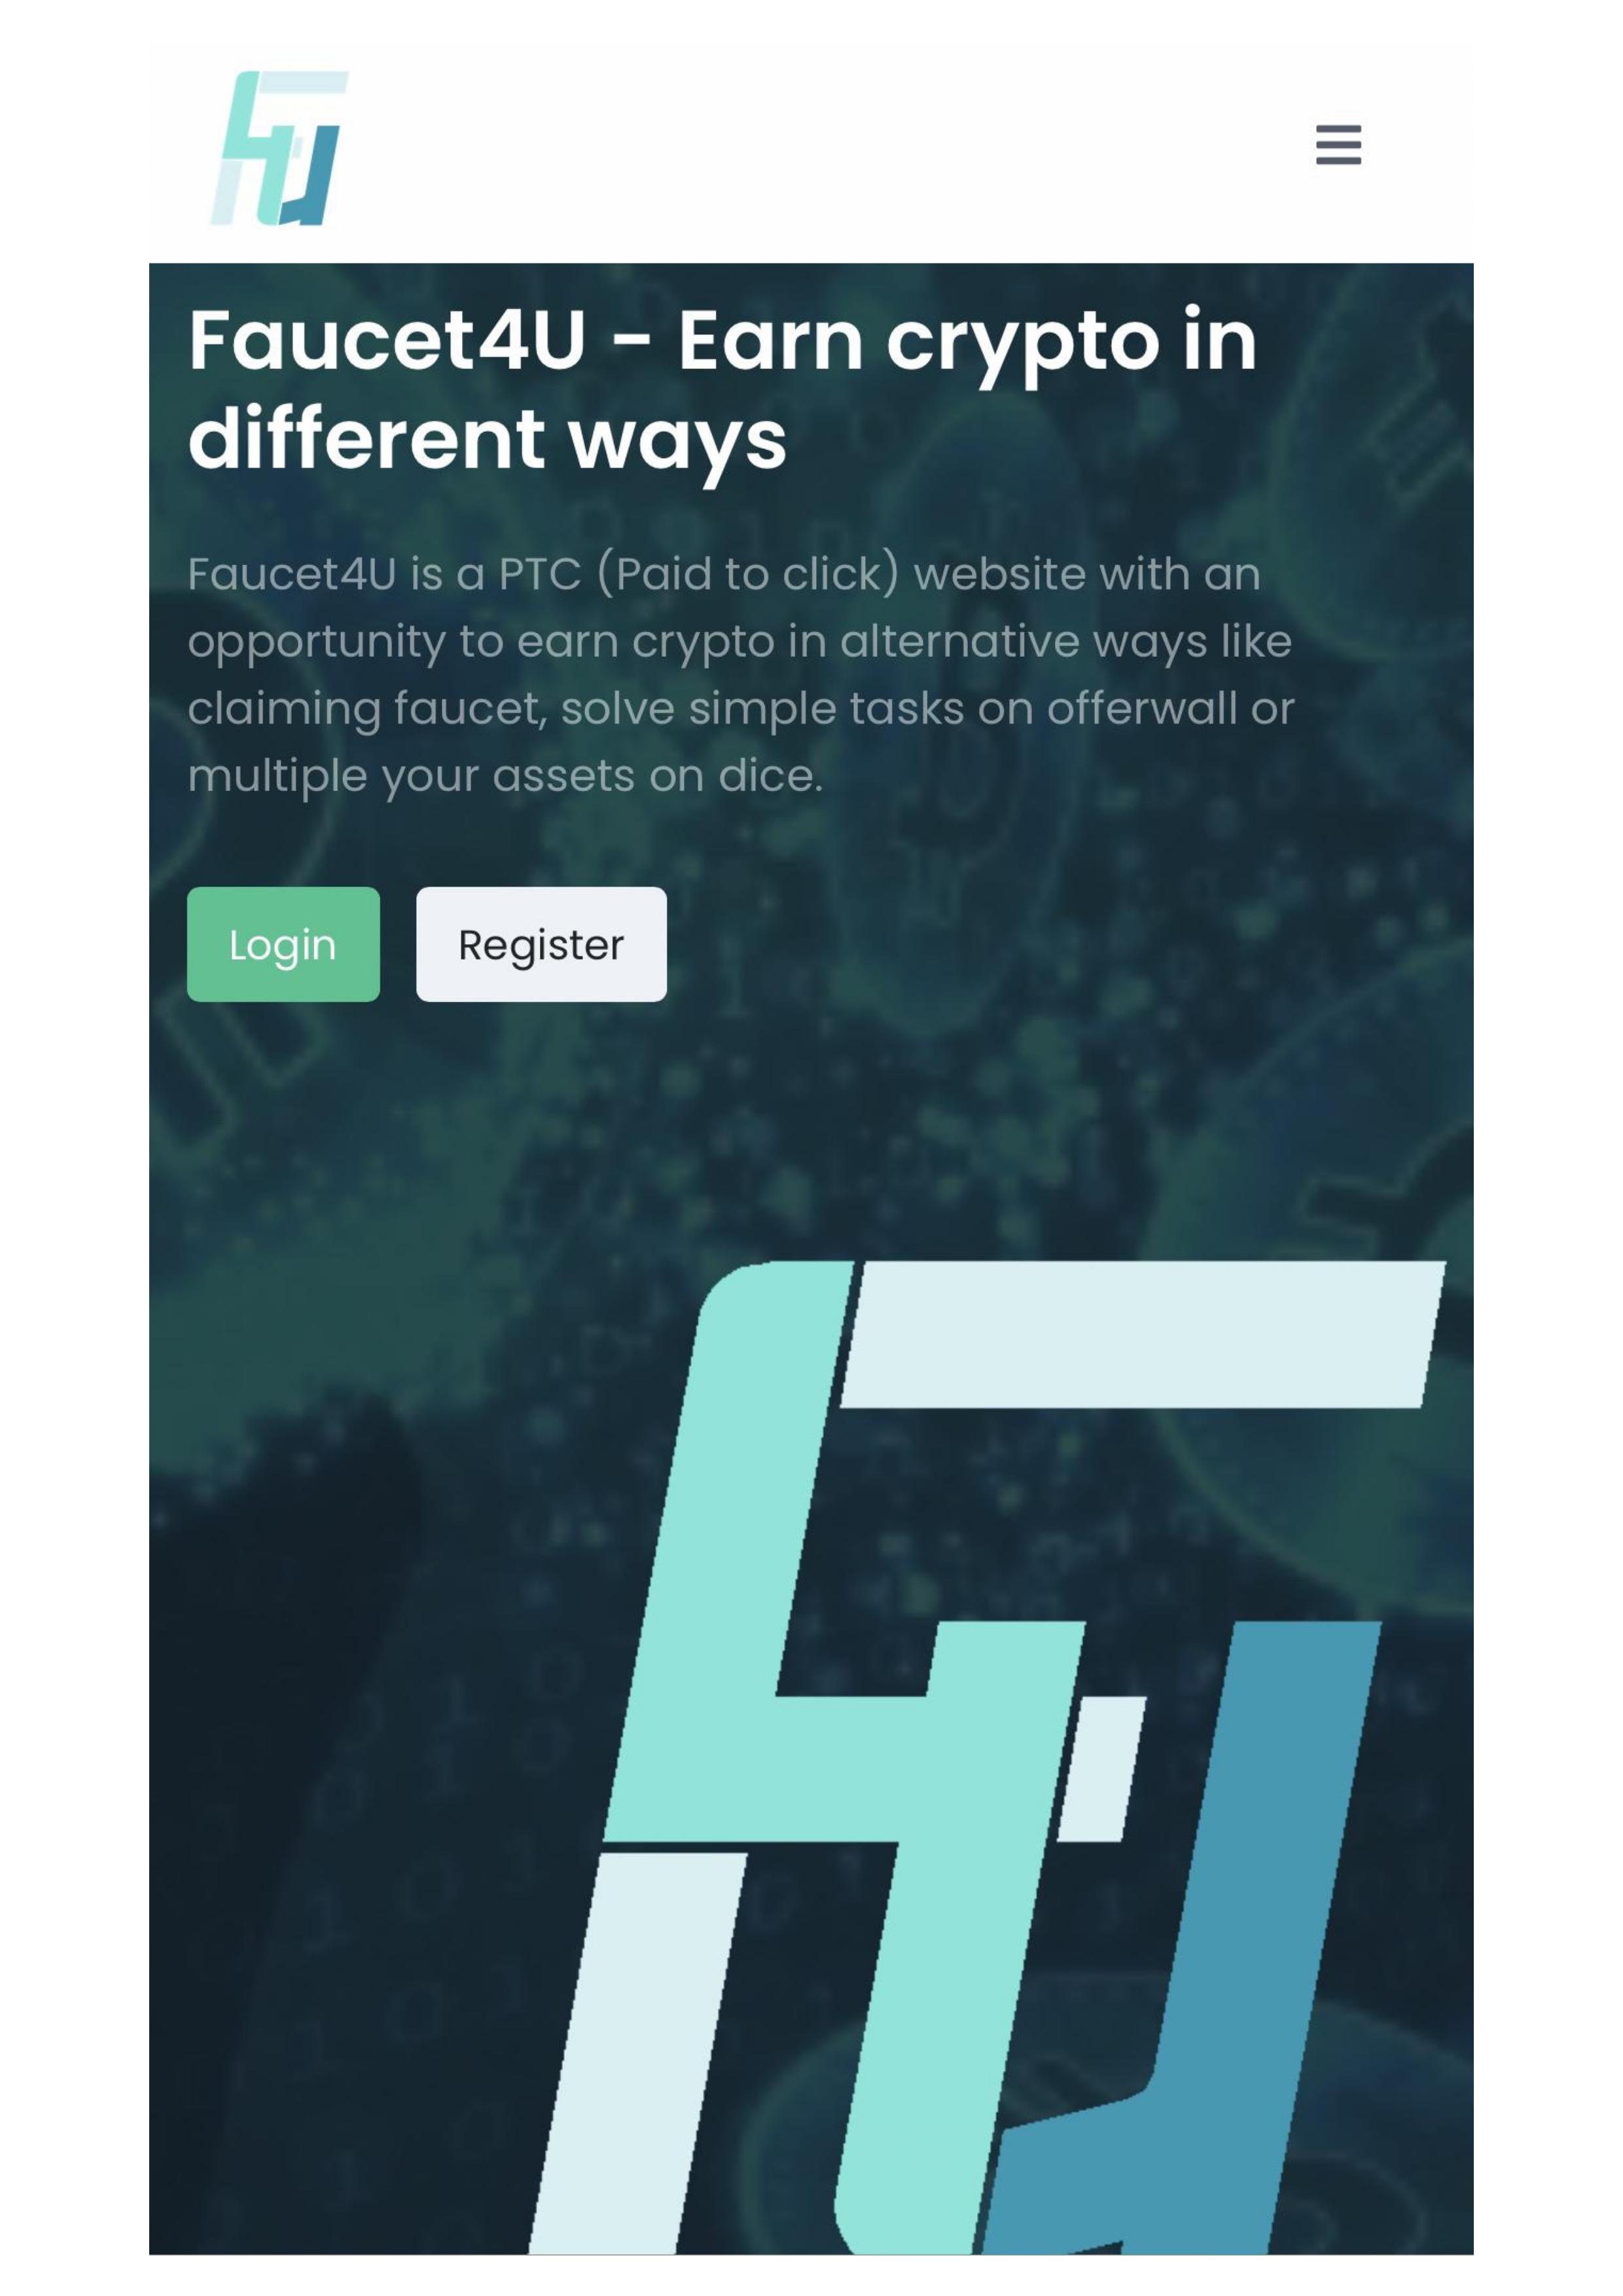 Faucet4U - Earn crypto in
different ways
Faucet4U is a PTC (Paid to click) website with an
opportunity to earn crypto in alternative ways like
claiming faucet, solve simple tasks on offerwall or
multiple your assets on dice.
Login
Register